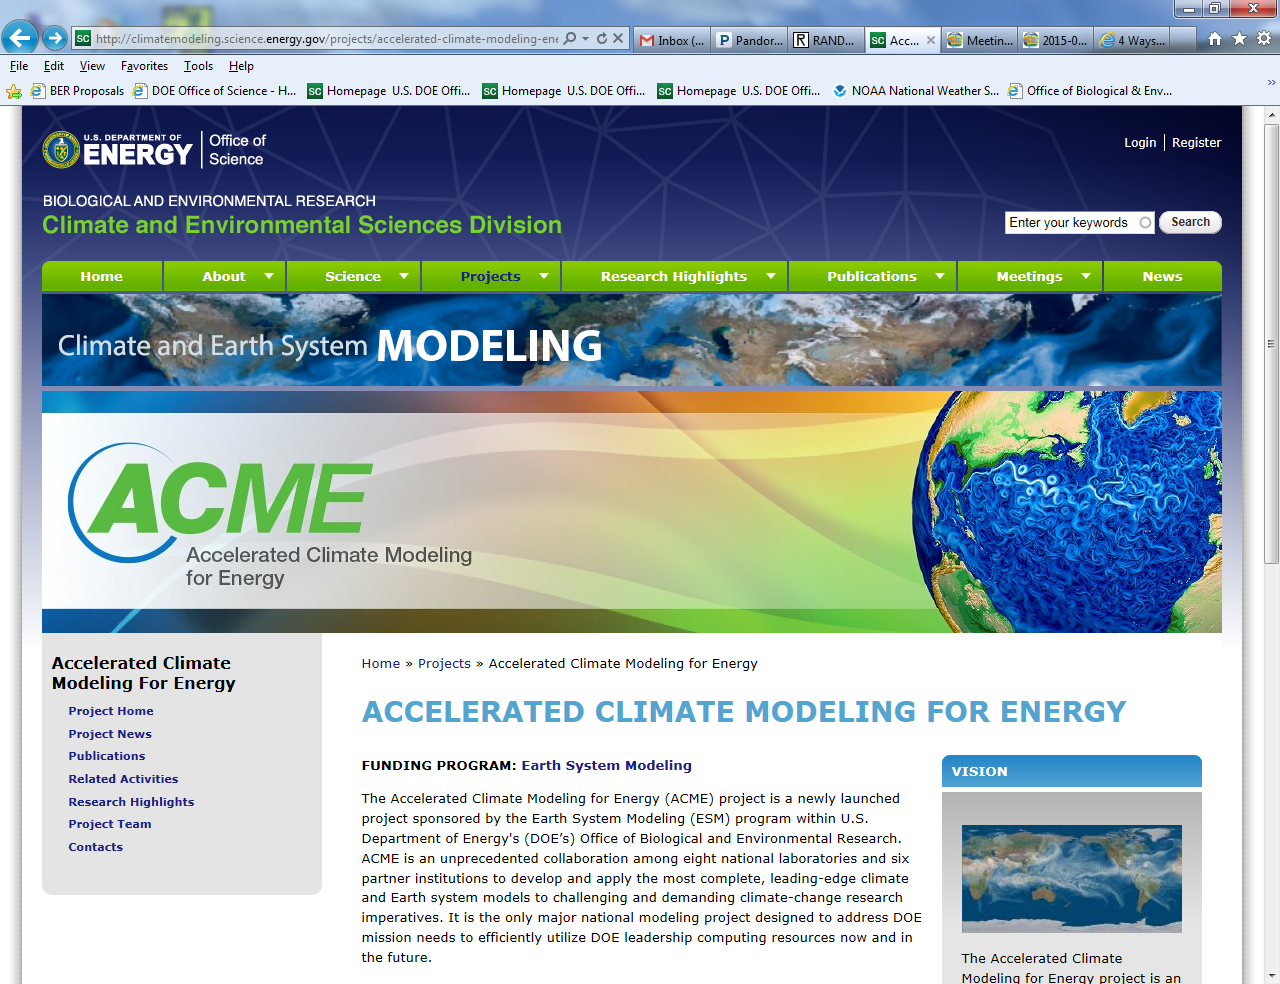 http://climatemodeling.science.energy.gov/projects/accelerated-climate-modeling-ene
Inbox (...
Pandor...
RAND...
Acc...
Meetin...
2015-0...
4 Ways...
File Edit View Favorites Tools Help
BER Proposals
DOE Office of Science - H...
Homepage U.S. DOE Offi...
Homepage U.S. DOE Offi...
Homepage U.S. DOE Offi...
NOAA National Weather S...
Office of Biological & Env...
U.S. DEPARTMENT OF
ENERGY
Office of
Science
Login
Register
BIOLOGICAL AND ENVIRONMENTAL RESEARCH
Climate and Environmental Sciences Division
Enter your keywords
Search
Home About Science Projects Research Highlights Publications Meetings News
Climate and Earth System MODELING
ACME
Accelerated Climate Modeling
for Energy
Accelerated Climate
Modeling For Energy
Project Home
Project News
Publications
Related Activities
Research Highlights
Project Team
Contacts
Home » Projects » Accelerated Climate Modeling for Energy
ACCELERATED CLIMATE MODELING FOR ENERGY
FUNDING PROGRAM: Earth System Modeling
The Accelerated Climate Modeling for Energy (ACME) project is a newly launched
project sponsored by the Earth System Modeling (ESM) program within U.S.
Department of Energy's (DOE’s) Office of Biological and Environmental Research.
ACME is an unprecedented collaboration among eight national laboratories and six
partner institutions to develop and apply the most complete, leading-edge climate
and Earth system models to challenging and demanding climate-change research
imperatives. It is the only major national modeling project designed to address DOE
mission needs to efficiently utilize DOE leadership computing resources now and in
the future.
VISION
The Accelerated Climate
Modeling for Energy project is an